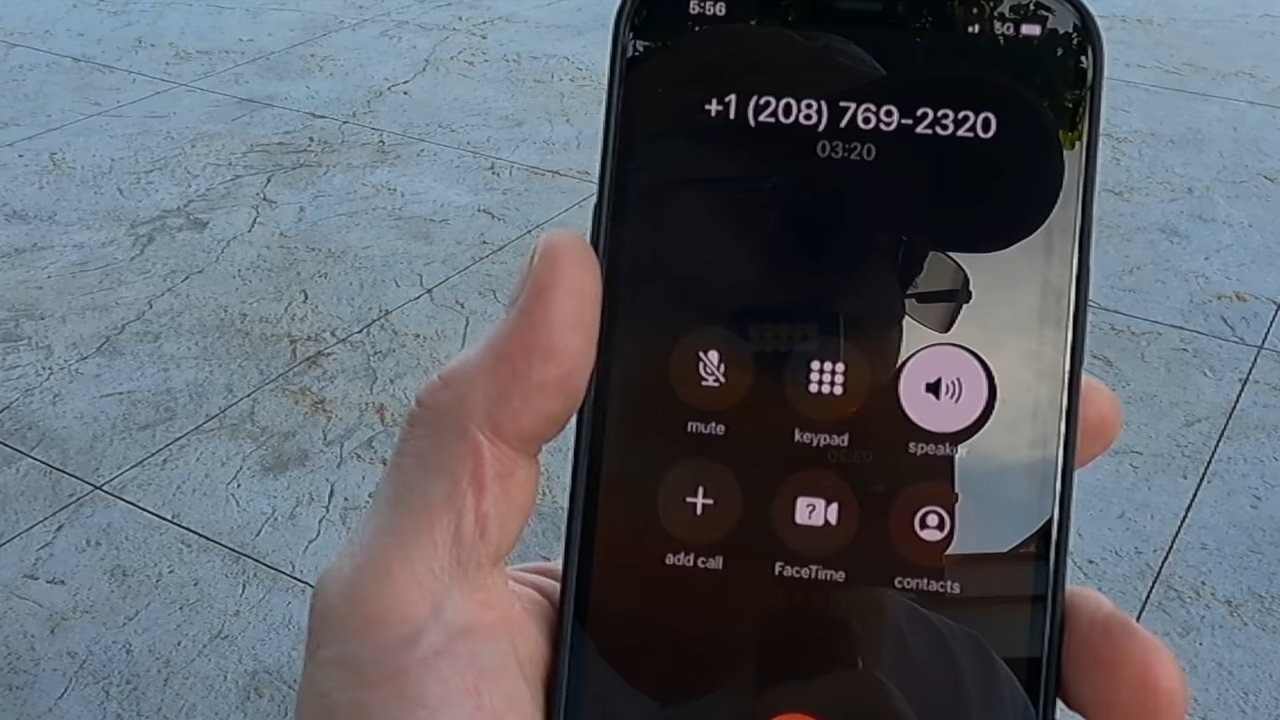 5:56
5G
+1 (208) 769-2320
03:20
mute
keypad
speaker
add call
FaceTime
contacts